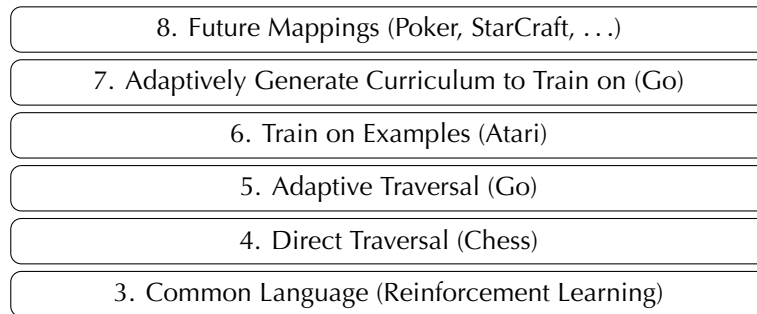 8. Future Mappings (Poker, StarCraft, . . .)
7. Adaptively Generate Curriculum to Train on (Go)
6. Train on Examples (Atari)
5. Adaptive Traversal (Go)
4. Direct Traversal (Chess)
3. Common Language (Reinforcement Learning)